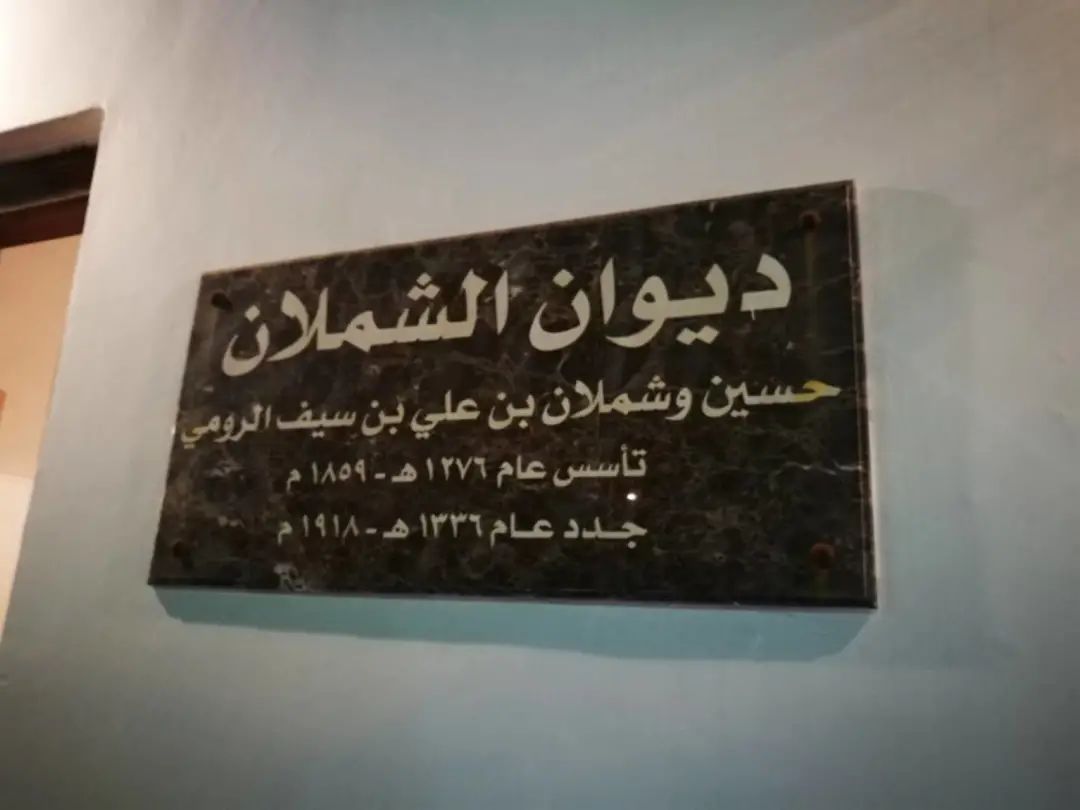 ديوان الشملان
حسين وشملان بن علي بن سيف الرومي
تأسس عام ١٢٧٦ هـ - ١٨٥٩ م
جدد عام ١٣٣٦ هـ - ١٩١٨ م